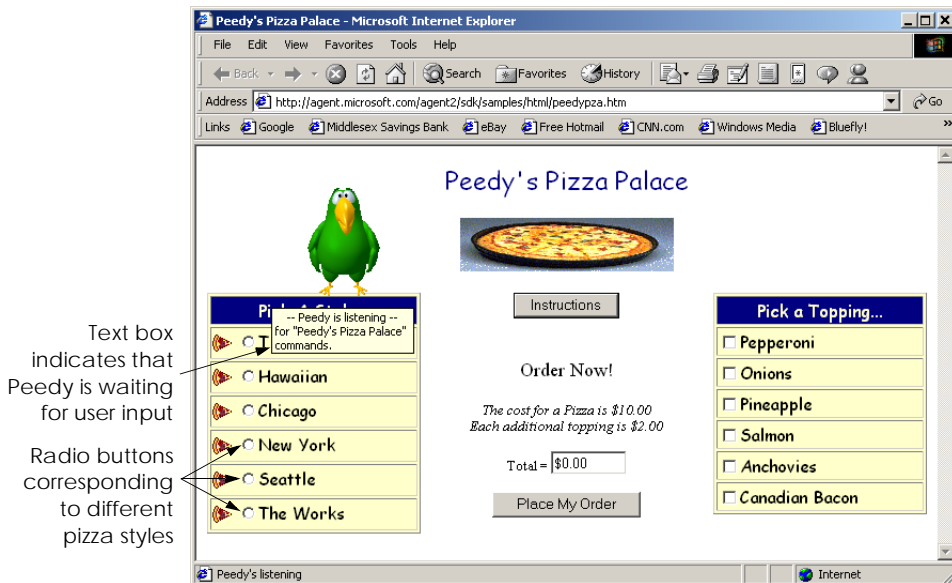 Peedy's Pizza Palace - Microsoft Internet Explorer
File Edit View Favorites Tools Help
Back Search Favorites History
Address http://agent.microsoft.com/agent2/sdk/samples/html/peedypza.htm Go
Links Google Middlesex Savings Bank eBay Free Hotmail CNN.com Windows Media Bluefly! »
Peedy's Pizza Palace
Instructions
-- Peedy is listening --
for "Peedy's Pizza Palace"
commands.
T
Hawaiian
Chicago
New York
Seattle
The Works
Order Now!
The cost for a Pizza is $10.00
Each additional topping is $2.00
Total = $0.00
Place My Order
Pick a Topping...
Pepperoni
Onions
Pineapple
Salmon
Anchovies
Canadian Bacon
Text box
indicates that
Peedy is waiting
for user input
Radio buttons
corresponding
to different
pizza styles
Peedy's listening Internet